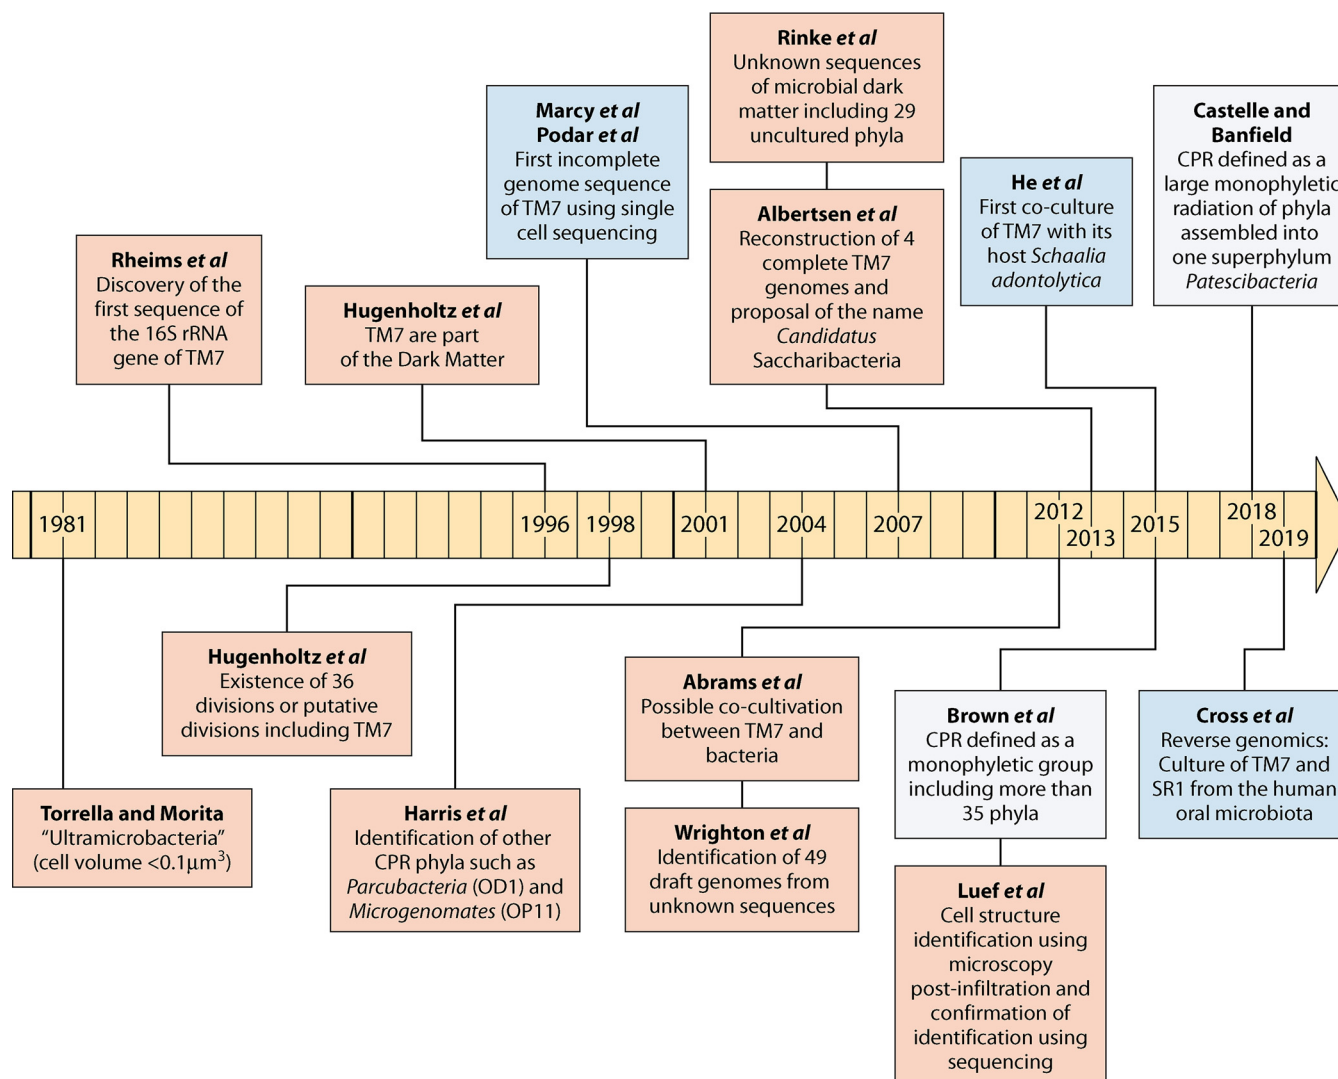 Rinke et al
Unknown sequences
of microbial dark
matter including 29
uncultured phyla
Marcy et al
Podar et al
First incomplete
genome sequence
of TM7 using single
cell sequencing
Castelle and
Banfield
CPR defined as a
large monophyletic
radiation of phyla
assembled into
one superphylum
Patescibacteria
He et al
First co-culture
of TM7 with its
host Schaalia
adontolytica
Albertsen et al
Reconstruction of 4
complete TM7
genomes and
proposal of the name
Candidatus
Saccharibacteria
Rheims et al
Discovery of the
first sequence of
the 16S rRNA
gene of TM7
Hugenholtz et al
TM7 are part
of the Dark Matter
1981
1996
1998
2001
2004
2007
2012
2013
2015
2018
2019
Hugenholtz et al
Existence of 36
divisions or putative
divisions including TM7
Torrella and Morita
“Ultramicrobacteria”
(cell volume <0.1μm³)
Harris et al
Identification of other
CPR phyla such as
Parcubacteria (OD1) and
Microgenomates (OP11)
Abrams et al
Possible co-cultivation
between TM7 and
bacteria
Wrighton et al
Identification of 49
draft genomes from
unknown sequences
Brown et al
CPR defined as a
monophyletic group
including more than
35 phyla
Luef et al
Cell structure
identification using
microscopy
post-infiltration and
confirmation of
identification using
sequencing
Cross et al
Reverse genomics:
Culture of TM7 and
SR1 from the human
oral microbiota